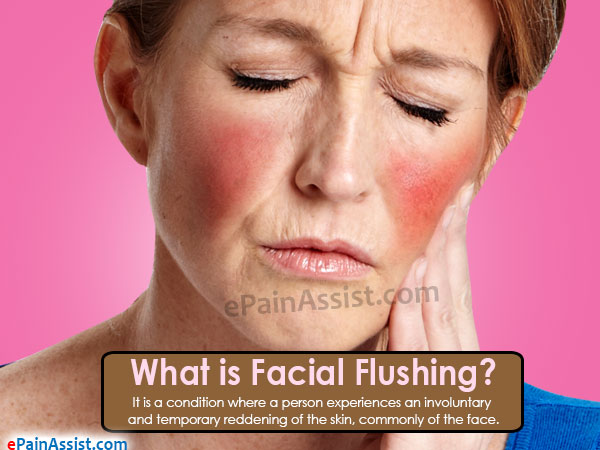 ePainAssist.com
What is Facial Flushing?
It is a condition where a person experiences an involuntary
and temporary reddening of the skin, commonly of the face.
ePainAssist.com